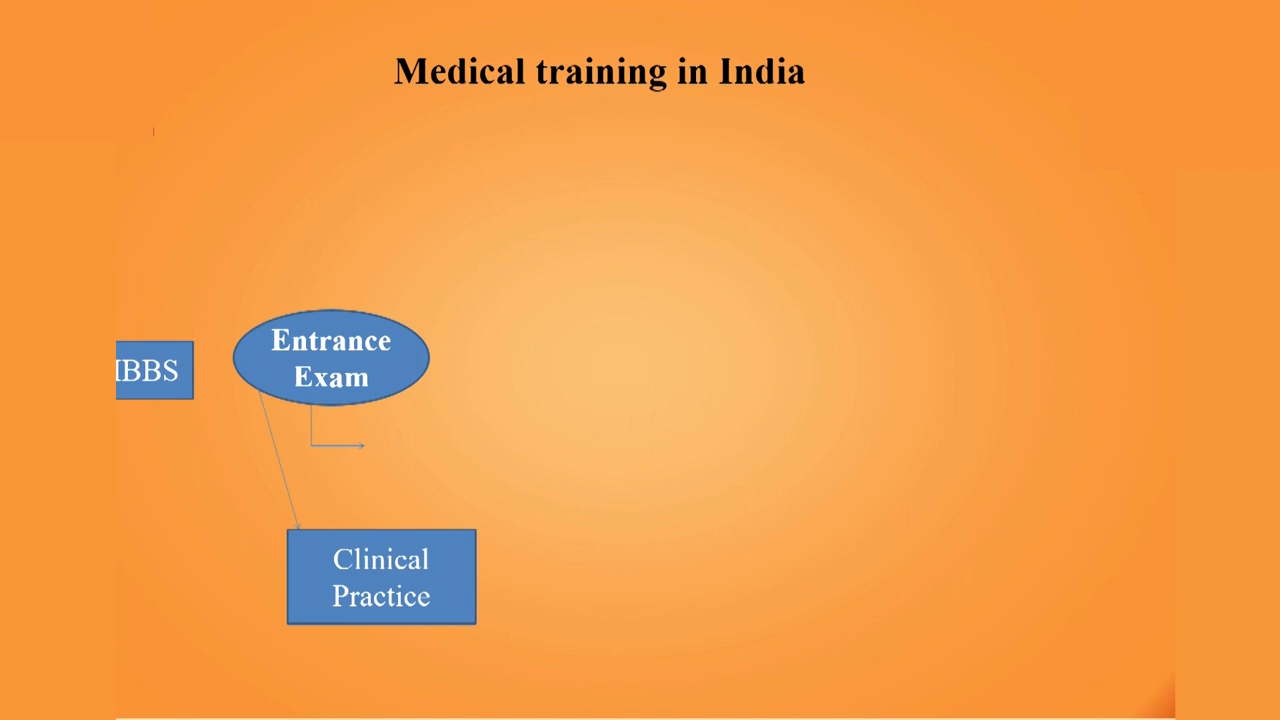 Medical training in India
Entrance
Exam
IBBS
Clinical
Practice